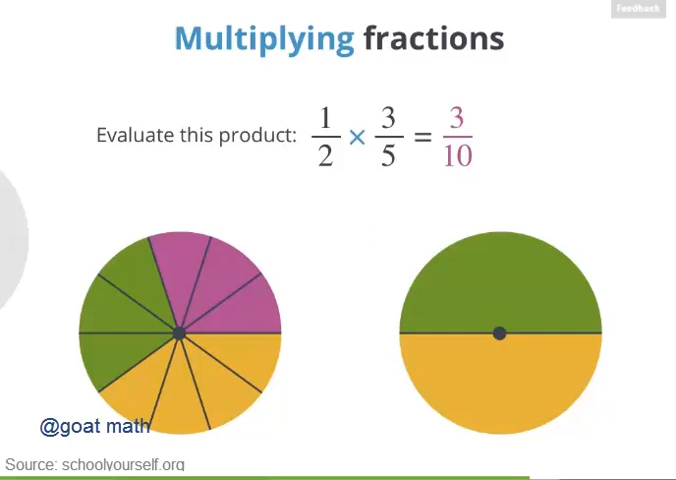 Feedback
Multiplying fractions
Evaluate this product: 1/2 × 3/5 = 3/10
@goat math
Source: schoolyourself.org